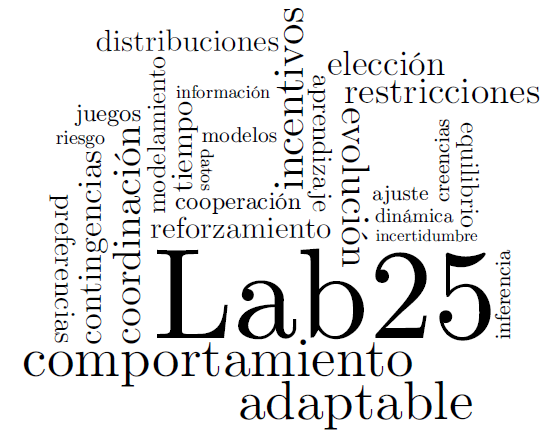 distribuciones
incentivos
elección
restricciones
modelamiento
información
aprendizaje
juegos
tiempo
riesgo
modelos
evolución
creencias
equilibrio
coordinación
contingencias
datos
preferencias
cooperación
ajuste
dinámica
reforzamiento
incertidumbre
Lab25
inferencia
comportamiento
adaptable